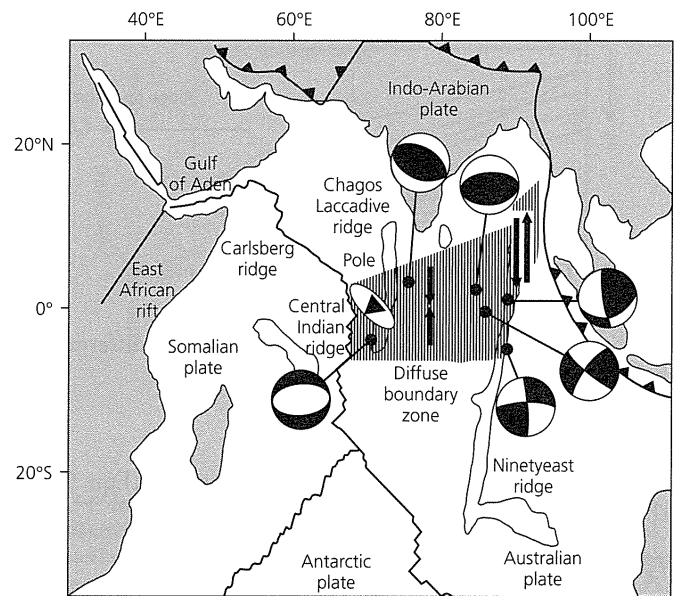 40°E 60°E 80°E 100°E
Indo-Arabian
plate
20°N
Gulf
of Aden
Chagos
Laccadive
ridge
Carlsberg
ridge
Pole
East
African
rift
0°
Central
Indian
ridge
Somalian
plate
Diffuse
boundary
zone
20°S
Ninetyeast
ridge
Antarctic
plate
Australian
plate